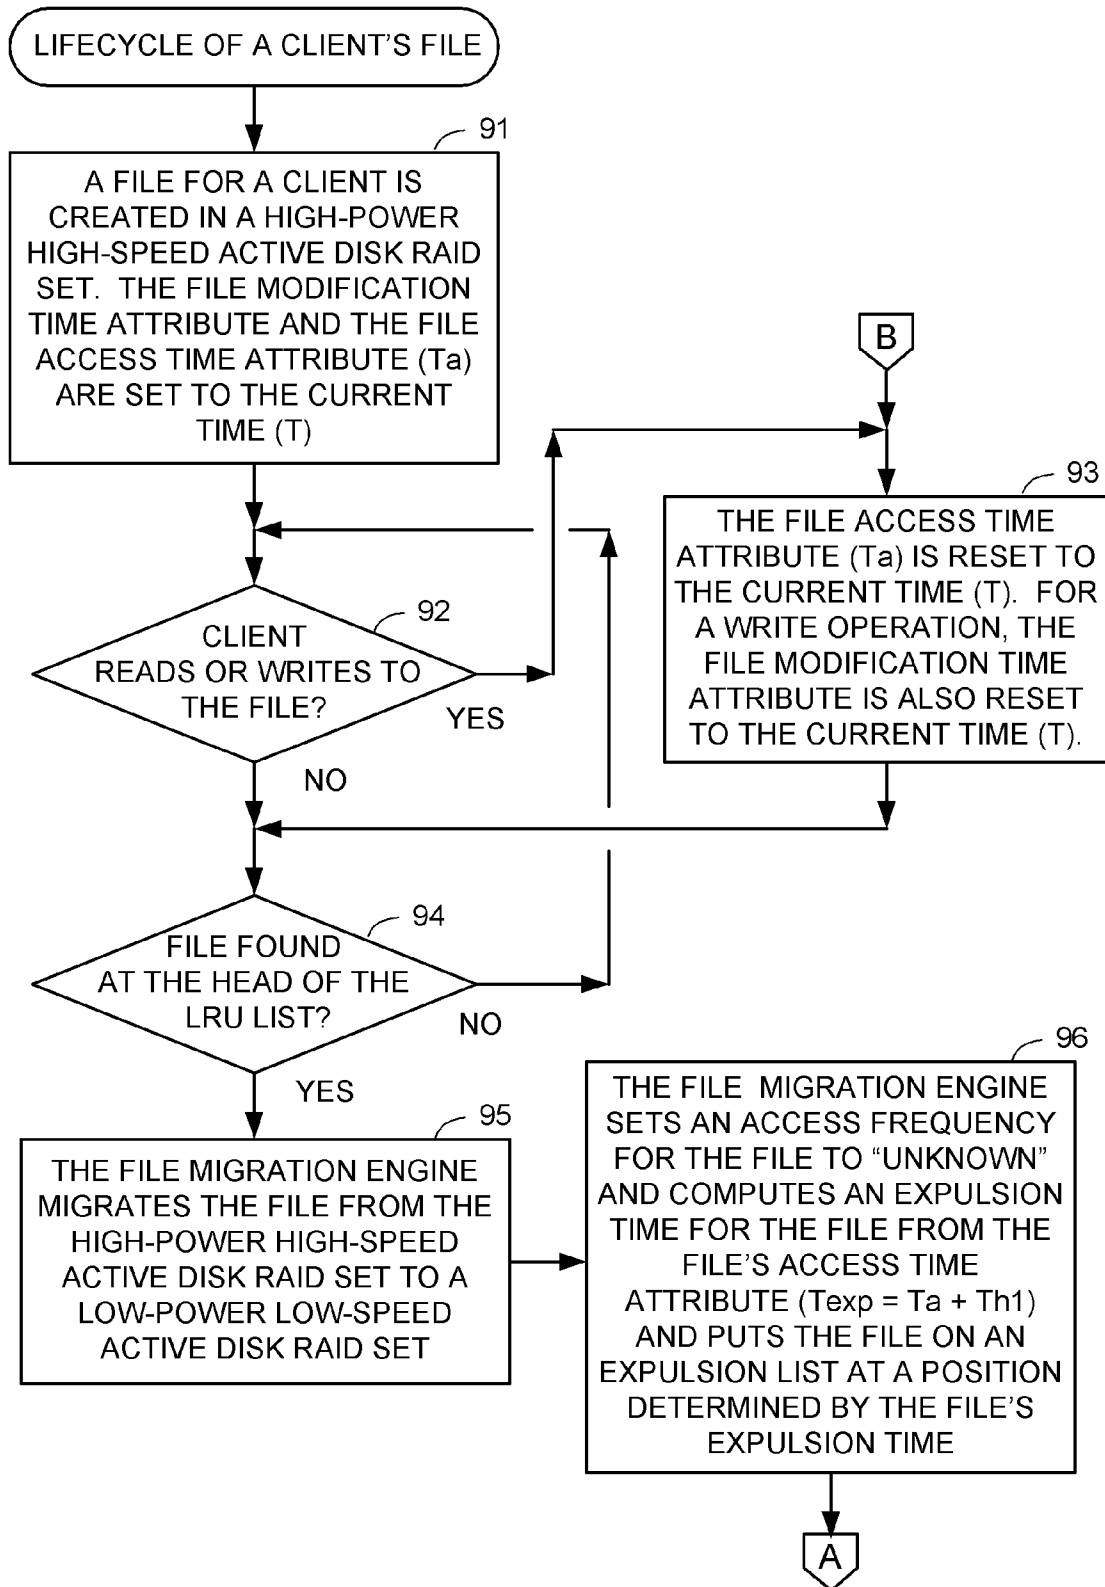 LIFECYCLE OF A CLIENT'S FILE
91
A FILE FOR A CLIENT IS
CREATED IN A HIGH-POWER
HIGH-SPEED ACTIVE DISK RAID
SET.  THE FILE MODIFICATION
TIME ATTRIBUTE AND THE FILE
ACCESS TIME ATTRIBUTE (Ta)
ARE SET TO THE CURRENT
TIME (T)
B
92
CLIENT
READS OR WRITES TO
THE FILE?
YES
NO
93
THE FILE ACCESS TIME
ATTRIBUTE (Ta) IS RESET TO
THE CURRENT TIME (T).  FOR
A WRITE OPERATION, THE
FILE MODIFICATION TIME
ATTRIBUTE IS ALSO RESET
TO THE CURRENT TIME (T).
94
FILE FOUND
AT THE HEAD OF THE
LRU LIST?
NO
YES
95
THE FILE MIGRATION ENGINE
MIGRATES THE FILE FROM THE
HIGH-POWER HIGH-SPEED
ACTIVE DISK RAID SET TO A
LOW-POWER LOW-SPEED
ACTIVE DISK RAID SET
96
THE FILE  MIGRATION ENGINE
SETS AN ACCESS FREQUENCY
FOR THE FILE TO “UNKNOWN”
AND COMPUTES AN EXPULSION
TIME FOR THE FILE FROM THE
FILE'S ACCESS TIME
ATTRIBUTE (Texp = Ta + Th1)
AND PUTS THE FILE ON AN
EXPULSION LIST AT A POSITION
DETERMINED BY THE FILE'S
EXPULSION TIME
A